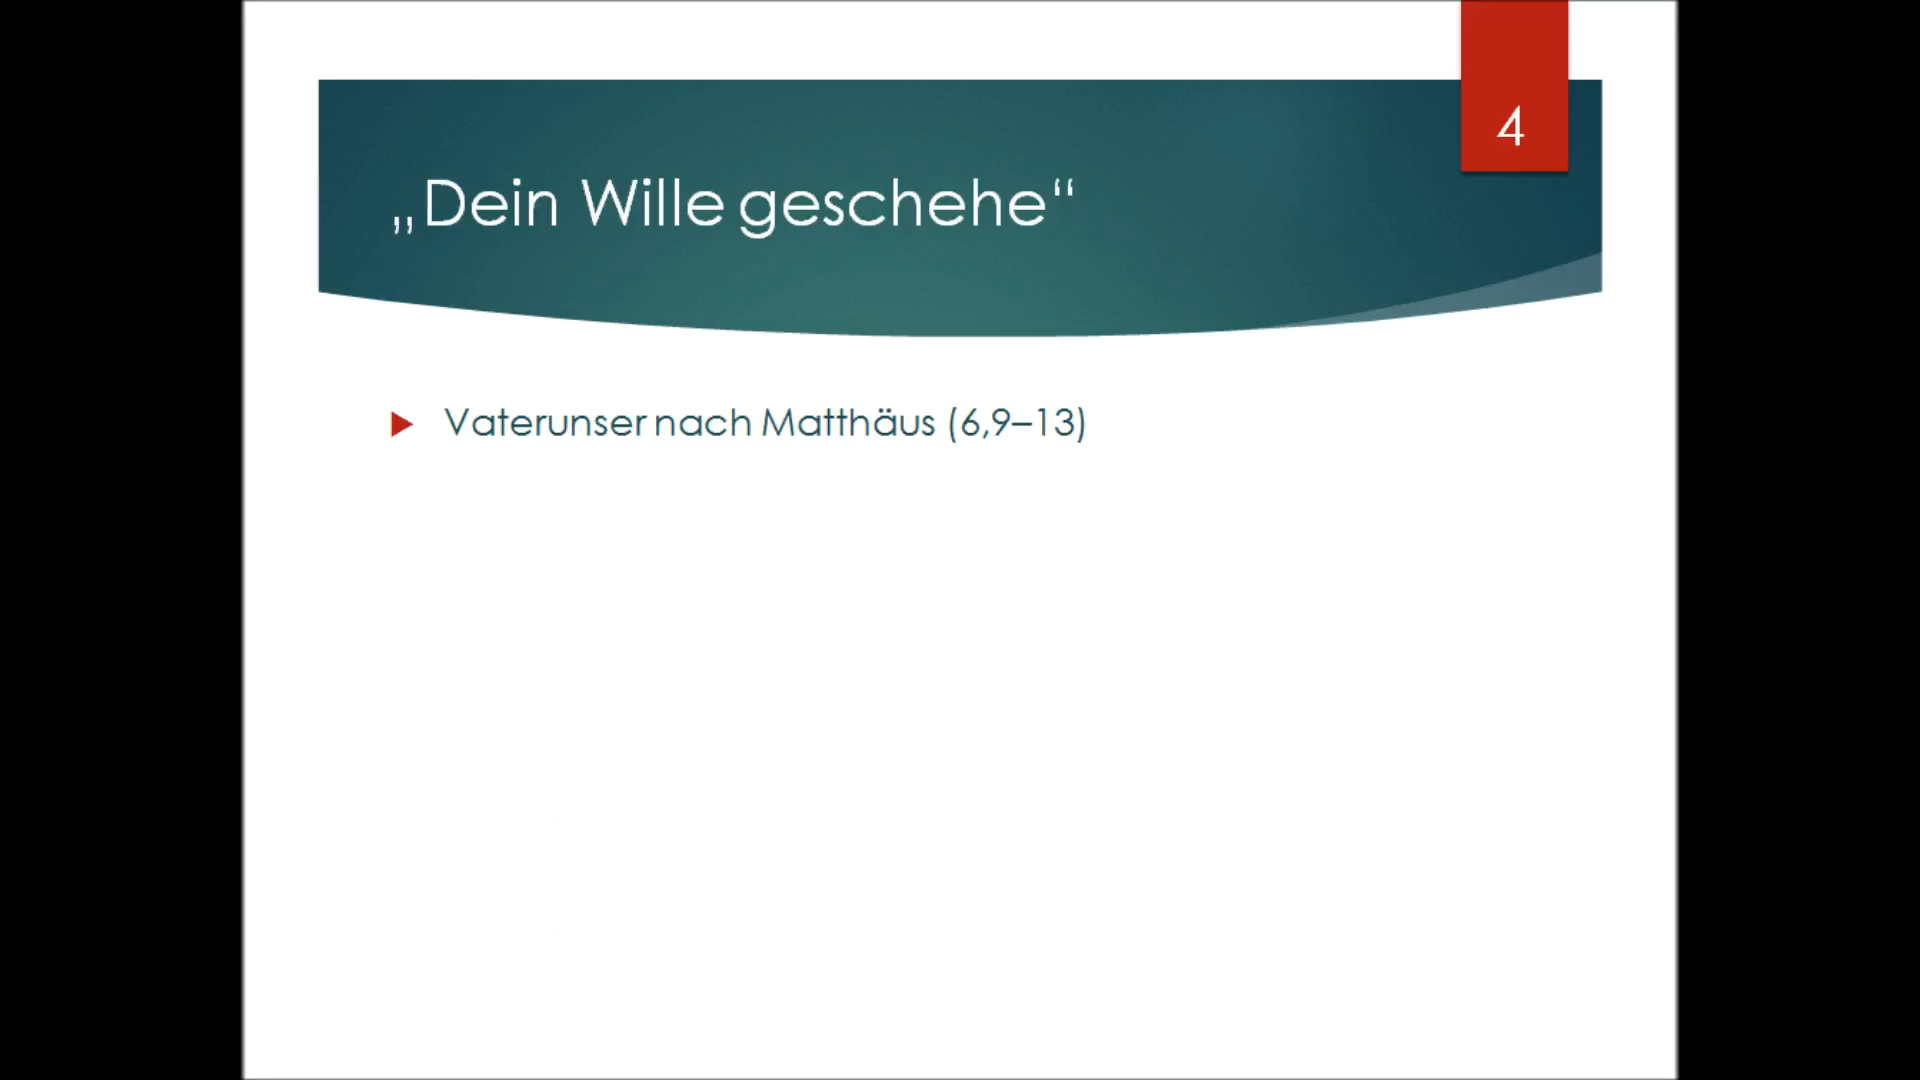 4
„Dein Wille geschehe“
Vaterunser nach Matthäus (6,9–13)